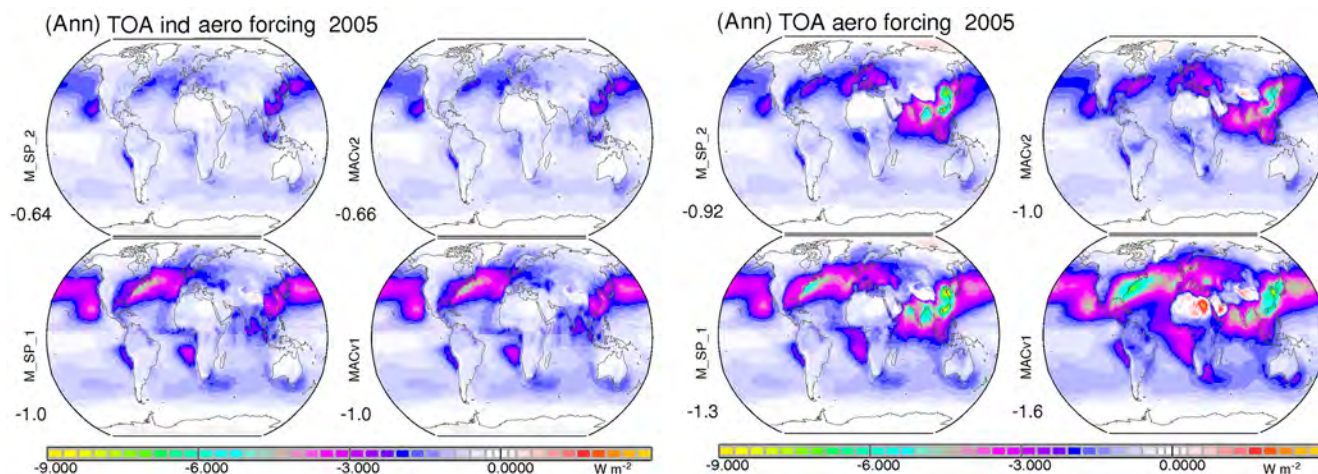 (Ann) TOA ind aero forcing 2005
M_SP_2
-0.64
MACv2
-0.66
M_SP_1
-1.0
MACv1
-1.0
-9.000 -6.000 -3.000 0.0000 W m⁻²
(Ann) TOA aero forcing 2005
M_SP_2
-0.92
MACv2
-1.0
M_SP_1
-1.3
MACv1
-1.6
-9.000 -6.000 -3.000 0.0000 W m⁻²